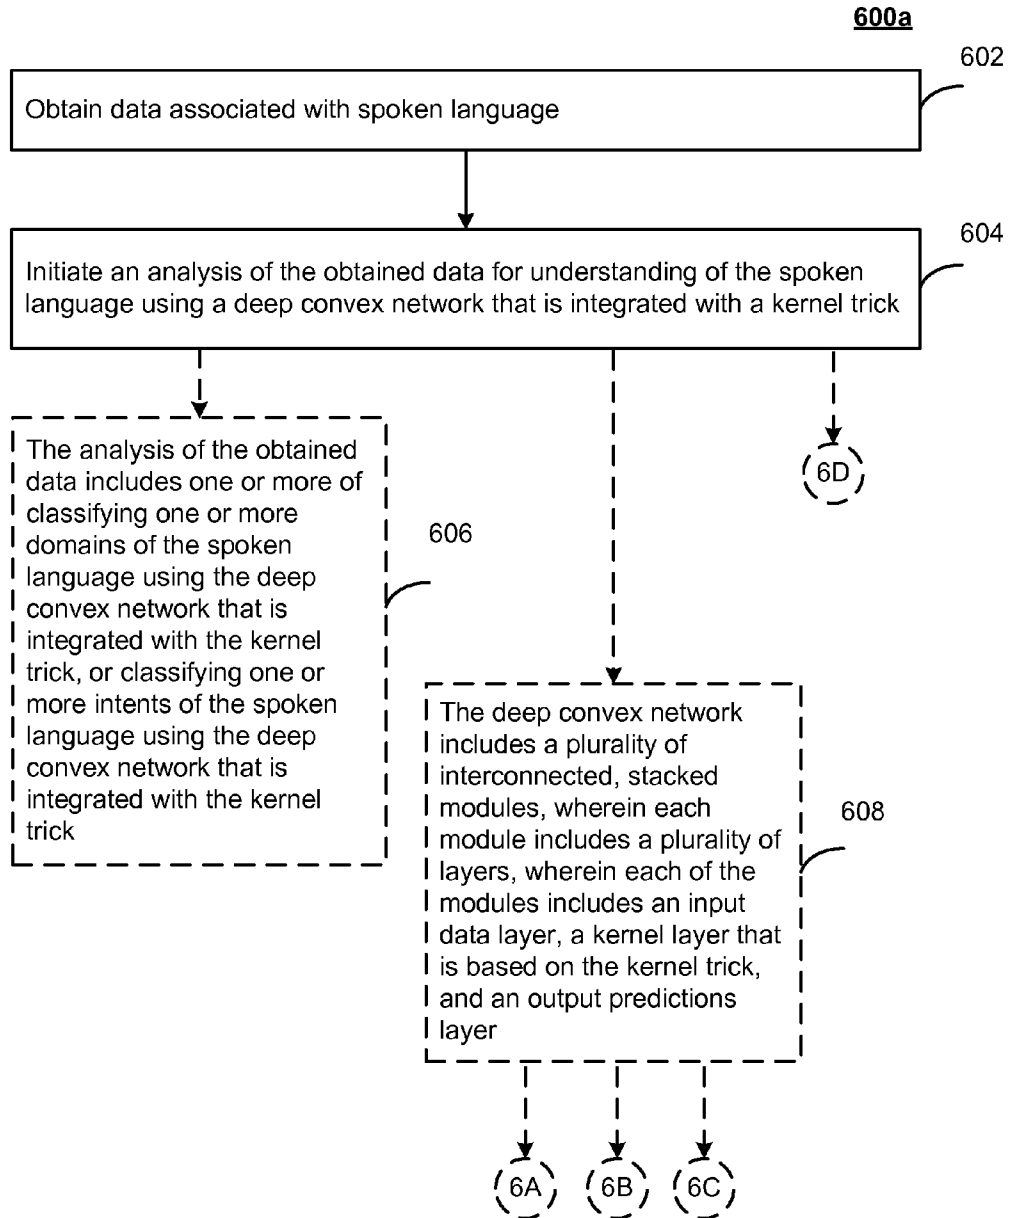 600a
602
Obtain data associated with spoken language
604
Initiate an analysis of the obtained data for understanding of the spoken
language using a deep convex network that is integrated with a kernel trick
The analysis of the obtained
data includes one or more of
classifying one or more
domains of the spoken
language using the deep
convex network that is
integrated with the kernel
trick, or classifying one or
more intents of the spoken
language using the deep
convex network that is
integrated with the kernel
trick
606
6D
The deep convex network
includes a plurality of
interconnected, stacked
modules, wherein each
module includes a plurality of
layers, wherein each of the
modules includes an input
data layer, a kernel layer that
is based on the kernel trick,
and an output predictions
layer
608
6A
6B
6C